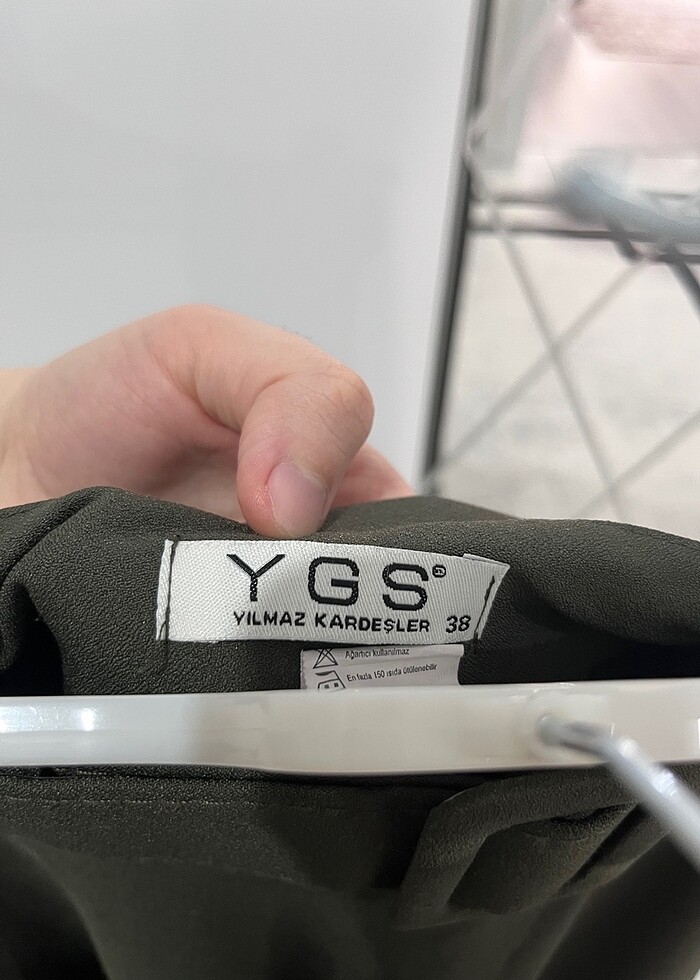 YGS®
YILMAZ KARDEŞLER 38
Ağartıcı kullanılmaz
En fazla 150 ısıda ütülenebilir